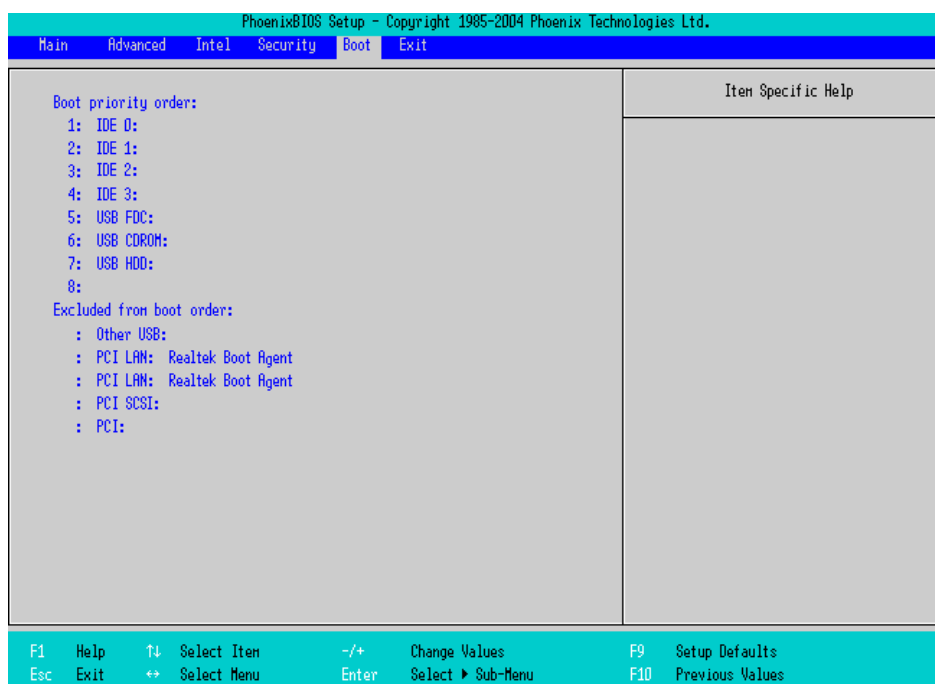 PhoenixBIOS Setup - Copyright 1985-2004 Phoenix Technologies Ltd.
Main Advanced Intel Security Boot Exit
Item Specific Help
Boot priority order:
1: IDE 0:
2: IDE 1:
3: IDE 2:
4: IDE 3:
5: USB FDC:
6: USB CDROM:
7: USB HDD:
8:
Excluded from boot order:
: Other USB:
: PCI LAN: Realtek Boot Agent
: PCI LAN: Realtek Boot Agent
: PCI SCSI:
: PCI:
F1 Help ↑↓ Select Item -/+ Change Values F9 Setup Defaults
Esc Exit ↔ Select Menu Enter Select ▶ Sub-Menu F10 Previous Values